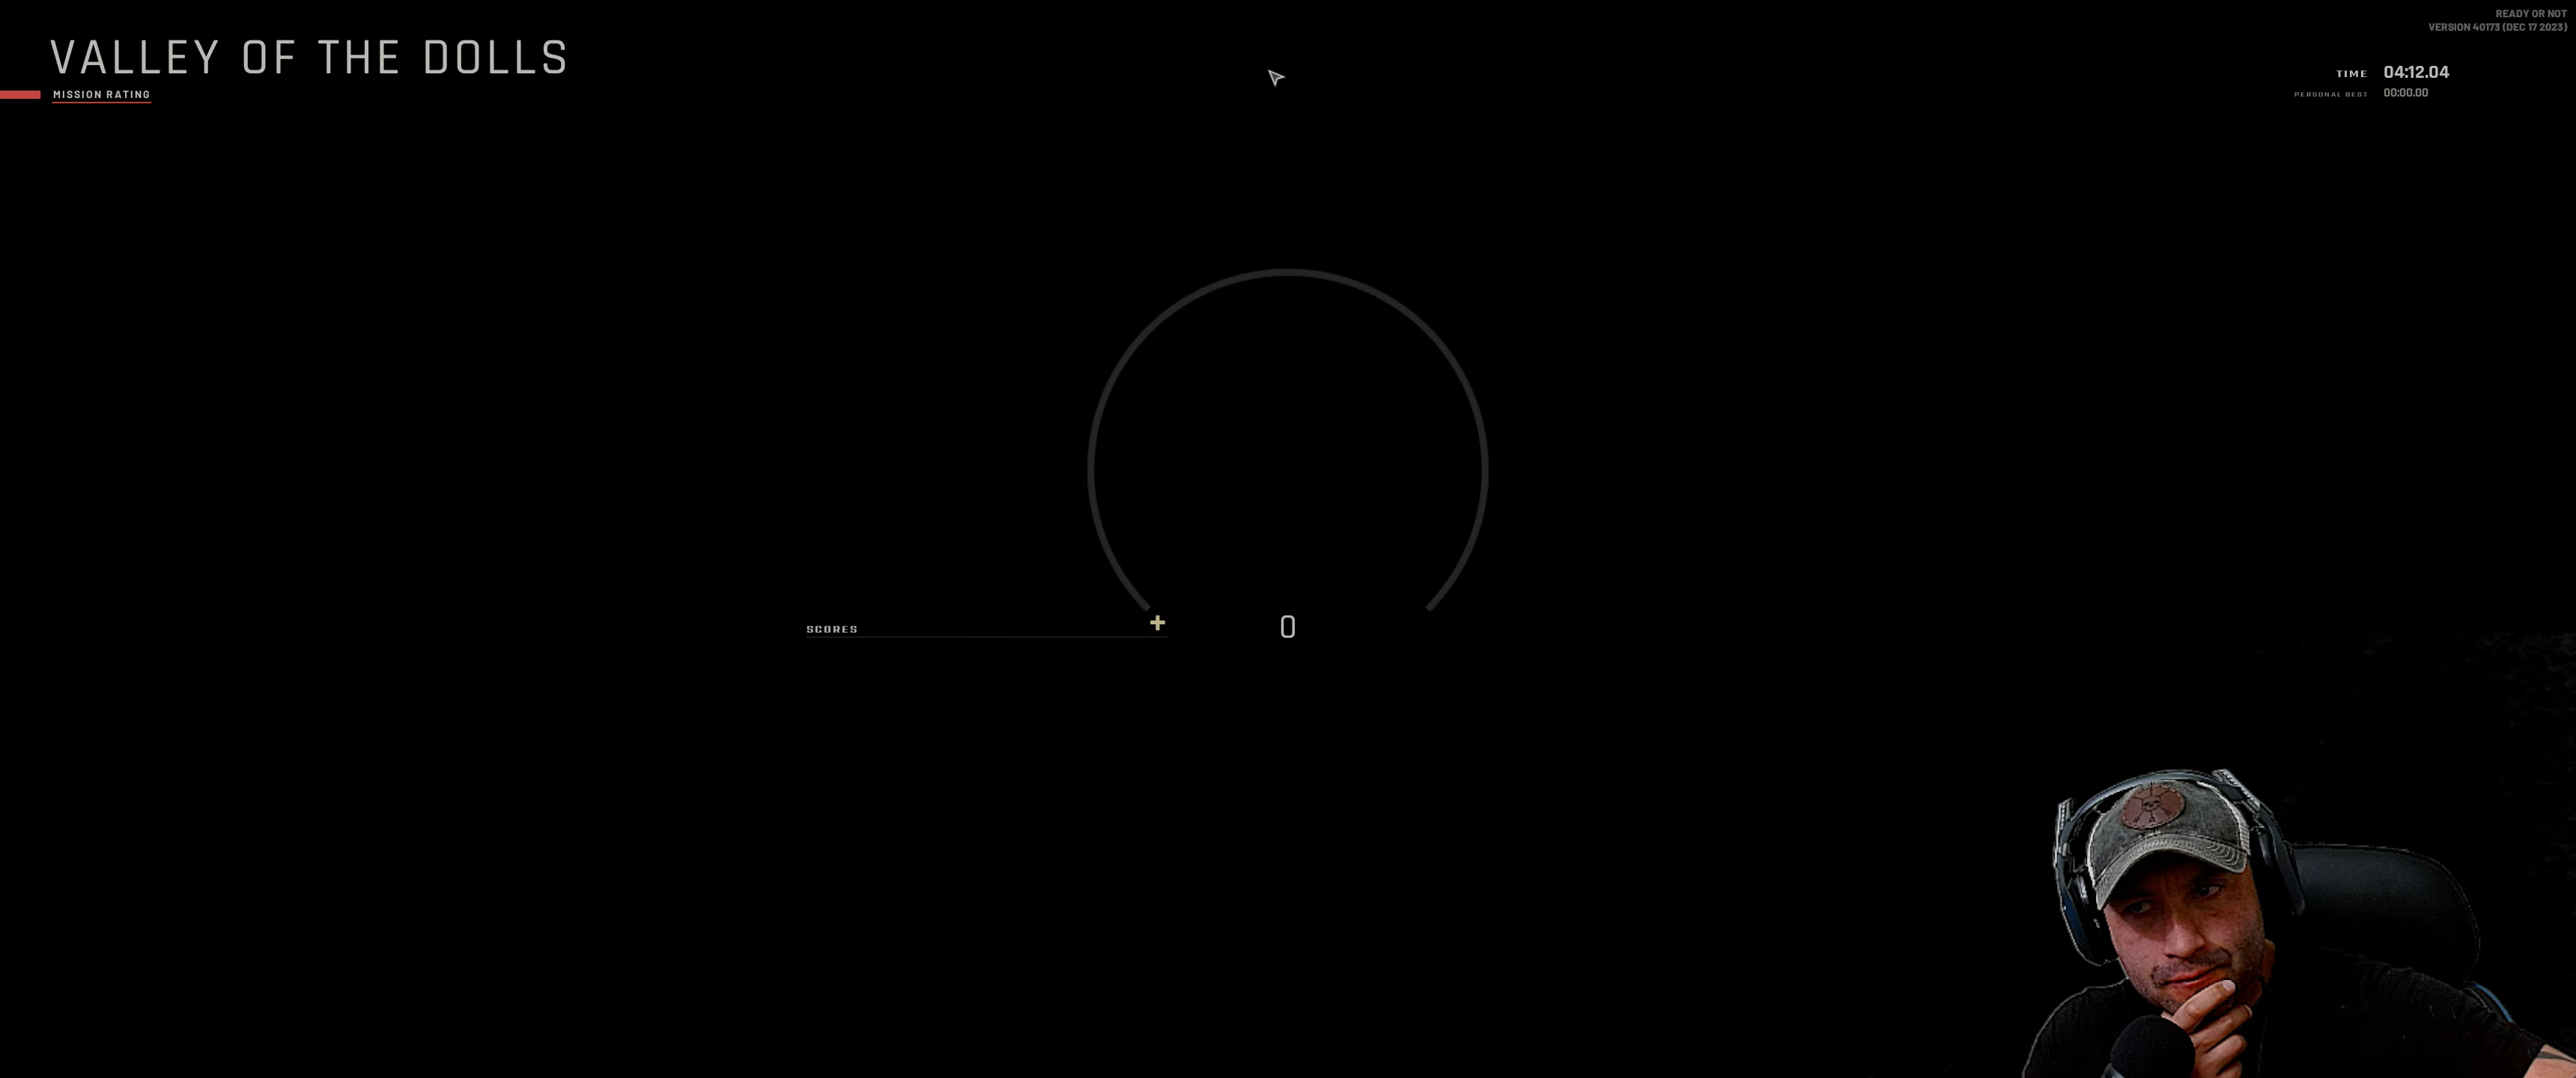 VALLEY OF THE DOLLS
MISSION RATING
READY OR NOT
VERSION 40173 (DEC 17 2023)
TIME 04:12.04
PERSONAL BEST 00:00.00
SCORES +
0